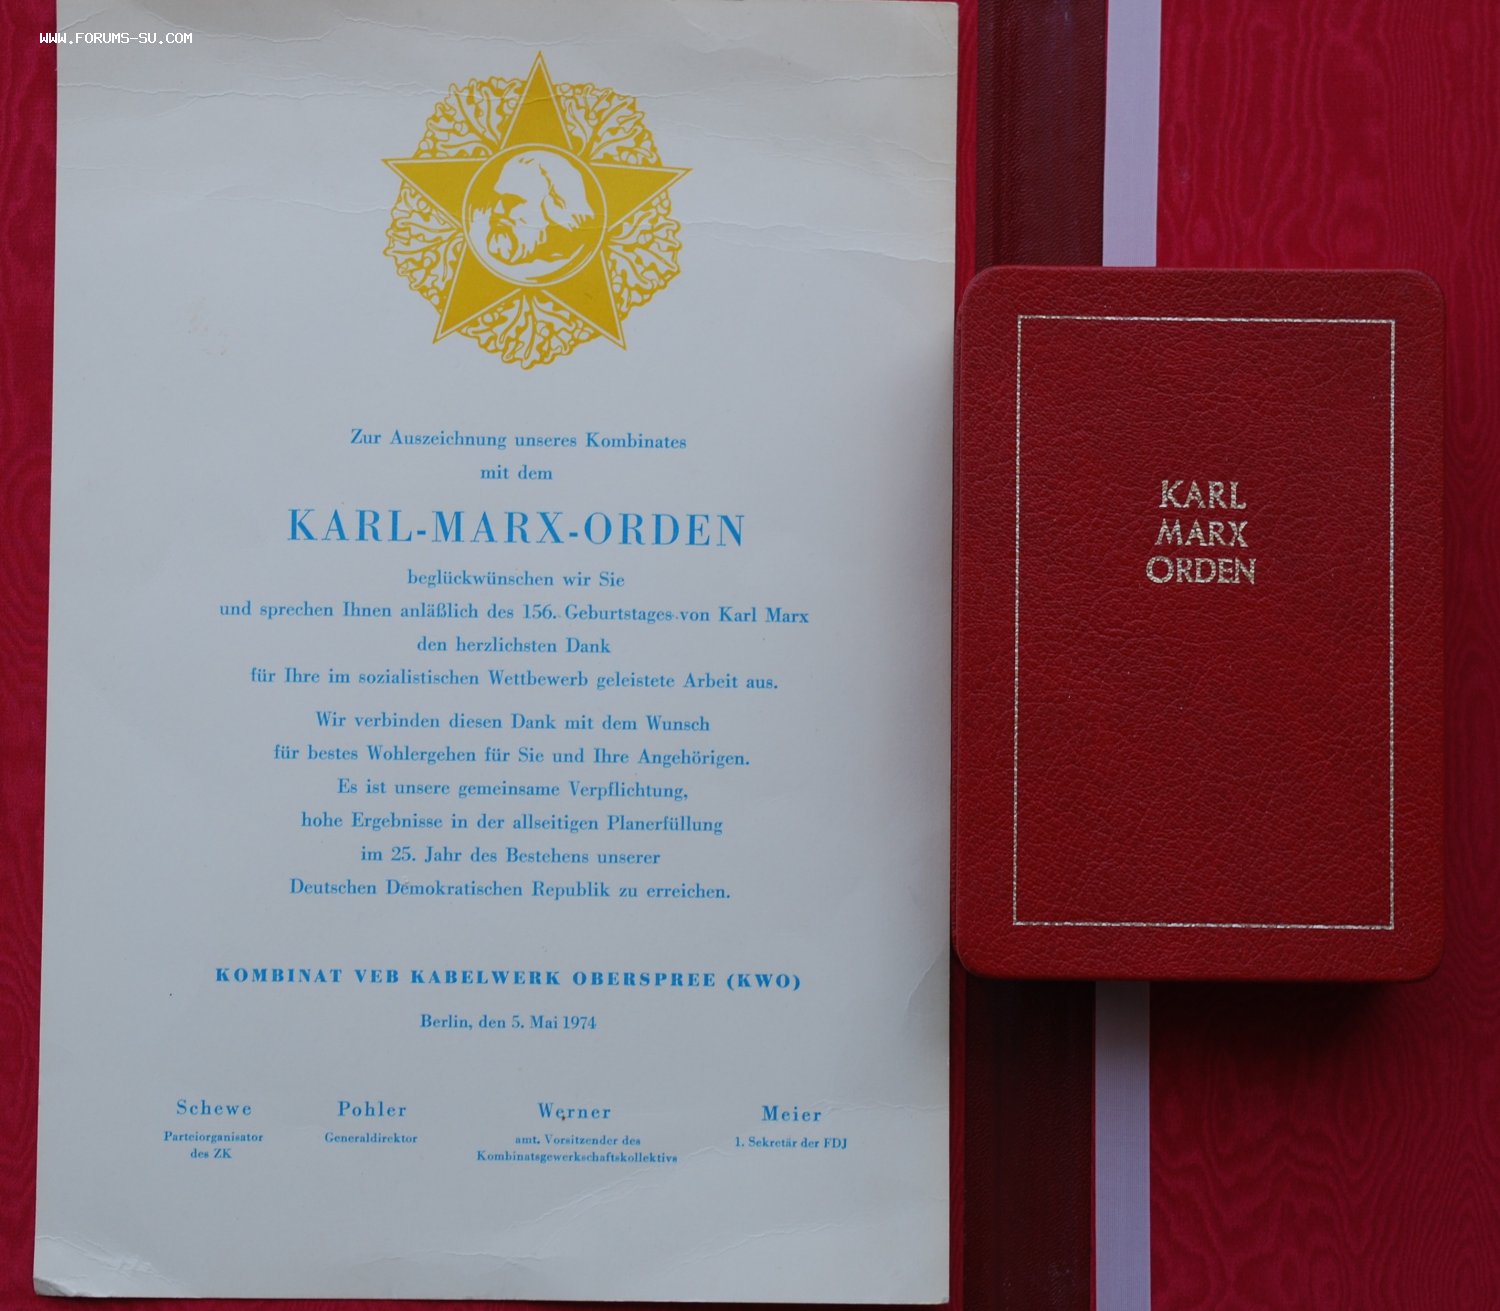 WWW.FORUMS-SU.COM
Zur Auszeichnung unseres Kombinates
mit dem
KARL-MARX-ORDEN
beglückwünschen wir Sie
und sprechen Ihnen anläßlich des 156. Geburtstages von Karl Marx
den herzlichsten Dank
für Ihre im sozialistischen Wettbewerb geleistete Arbeit aus.
Wir verbinden diesen Dank mit dem Wunsch
für bestes Wohlergehen für Sie und Ihre Angehörigen.
Es ist unsere gemeinsame Verpflichtung,
hohe Ergebnisse in der allseitigen Planerfüllung
im 25. Jahr des Bestehens unserer
Deutschen Demokratischen Republik zu erreichen.
KOMBINAT VEB KABELWERK OBERSPREE (KWO)
Berlin, den 5. Mai 1974
Schewe
Parteiorganisator
des ZK
Pohler
Generaldirektor
Werner
amt. Vorsitzender des
Kombinatsgewerkschaftskollektivs
Meier
1. Sekretär der FDJ
KARL
MARX
ORDEN